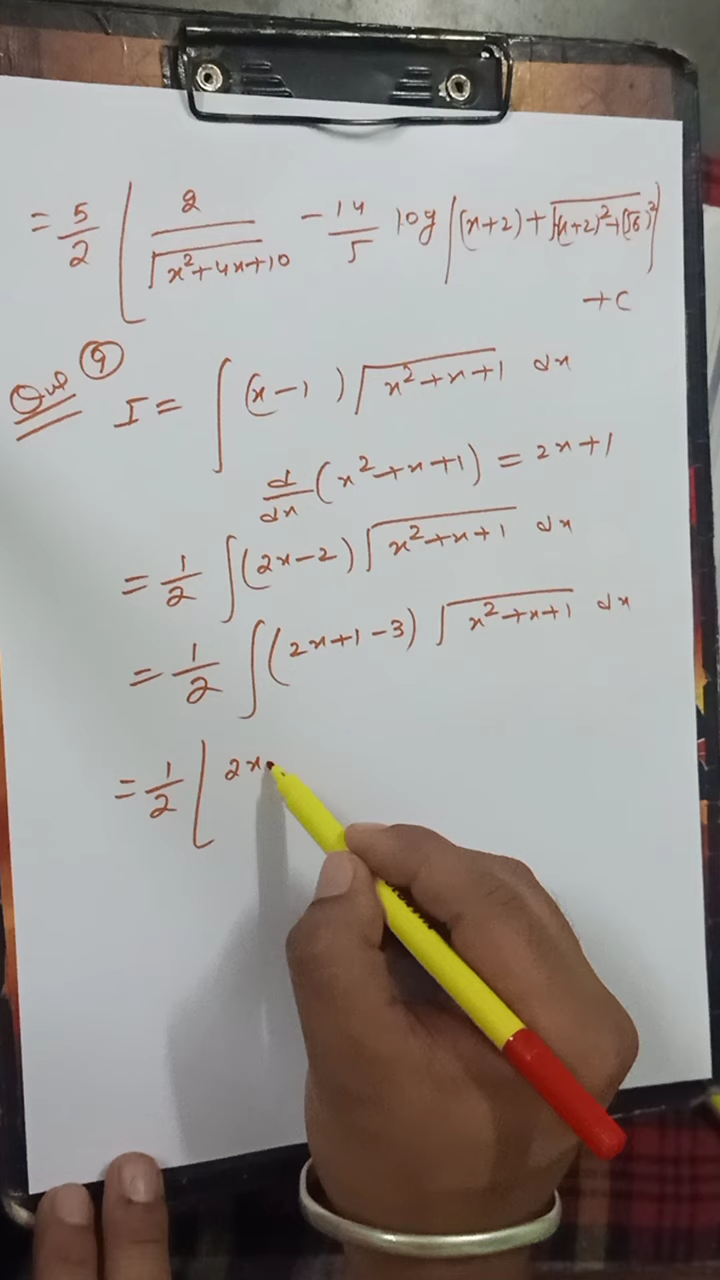 = 5/2 [ 2/√(x²+4x+10) - 14/5 log |(x+2) + √((x+2)²+(√6)²)|
+C
Que 9 I = ∫ (x-1) √(x²+x+1) dx
d/dx (x²+x+1) = 2x+1
= 1/2 ∫ (2x-2) √(x²+x+1) dx
= 1/2 ∫ (2x+1-3) √(x²+x+1) dx
= 1/2 [ 2x